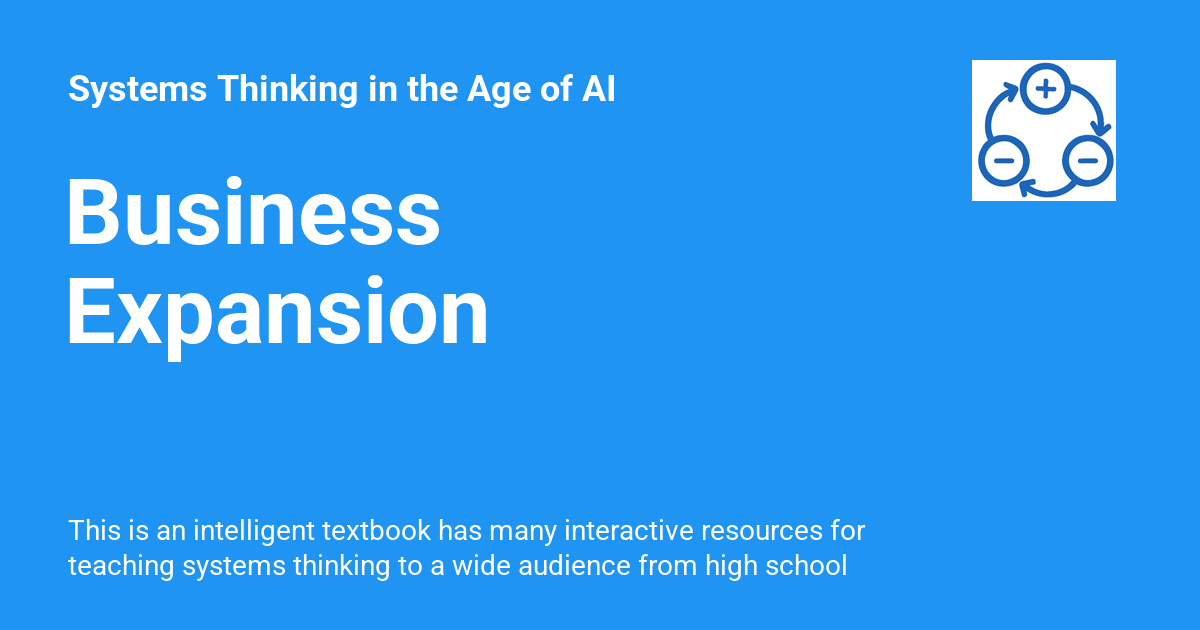 Systems Thinking in the Age of AI
Business
Expansion
This is an intelligent textbook has many interactive resources for
teaching systems thinking to a wide audience from high school